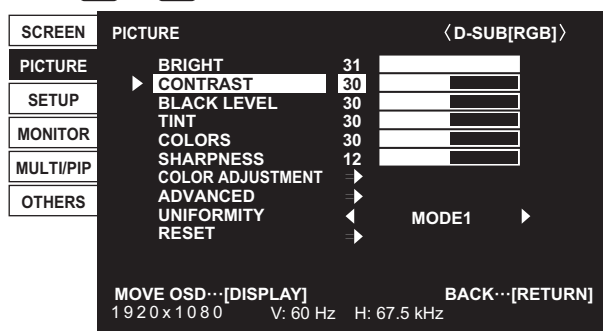 SCREEN
PICTURE
SETUP
MONITOR
MULTI/PIP
OTHERS
PICTURE 〈D-SUB[RGB]〉
BRIGHT 31
CONTRAST 30
BLACK LEVEL 30
TINT 30
COLORS 30
SHARPNESS 12
COLOR ADJUSTMENT
ADVANCED
UNIFORMITY MODE1
RESET
MOVE OSD···[DISPLAY] BACK···[RETURN]
1920x1080 V: 60 Hz H: 67.5 kHz